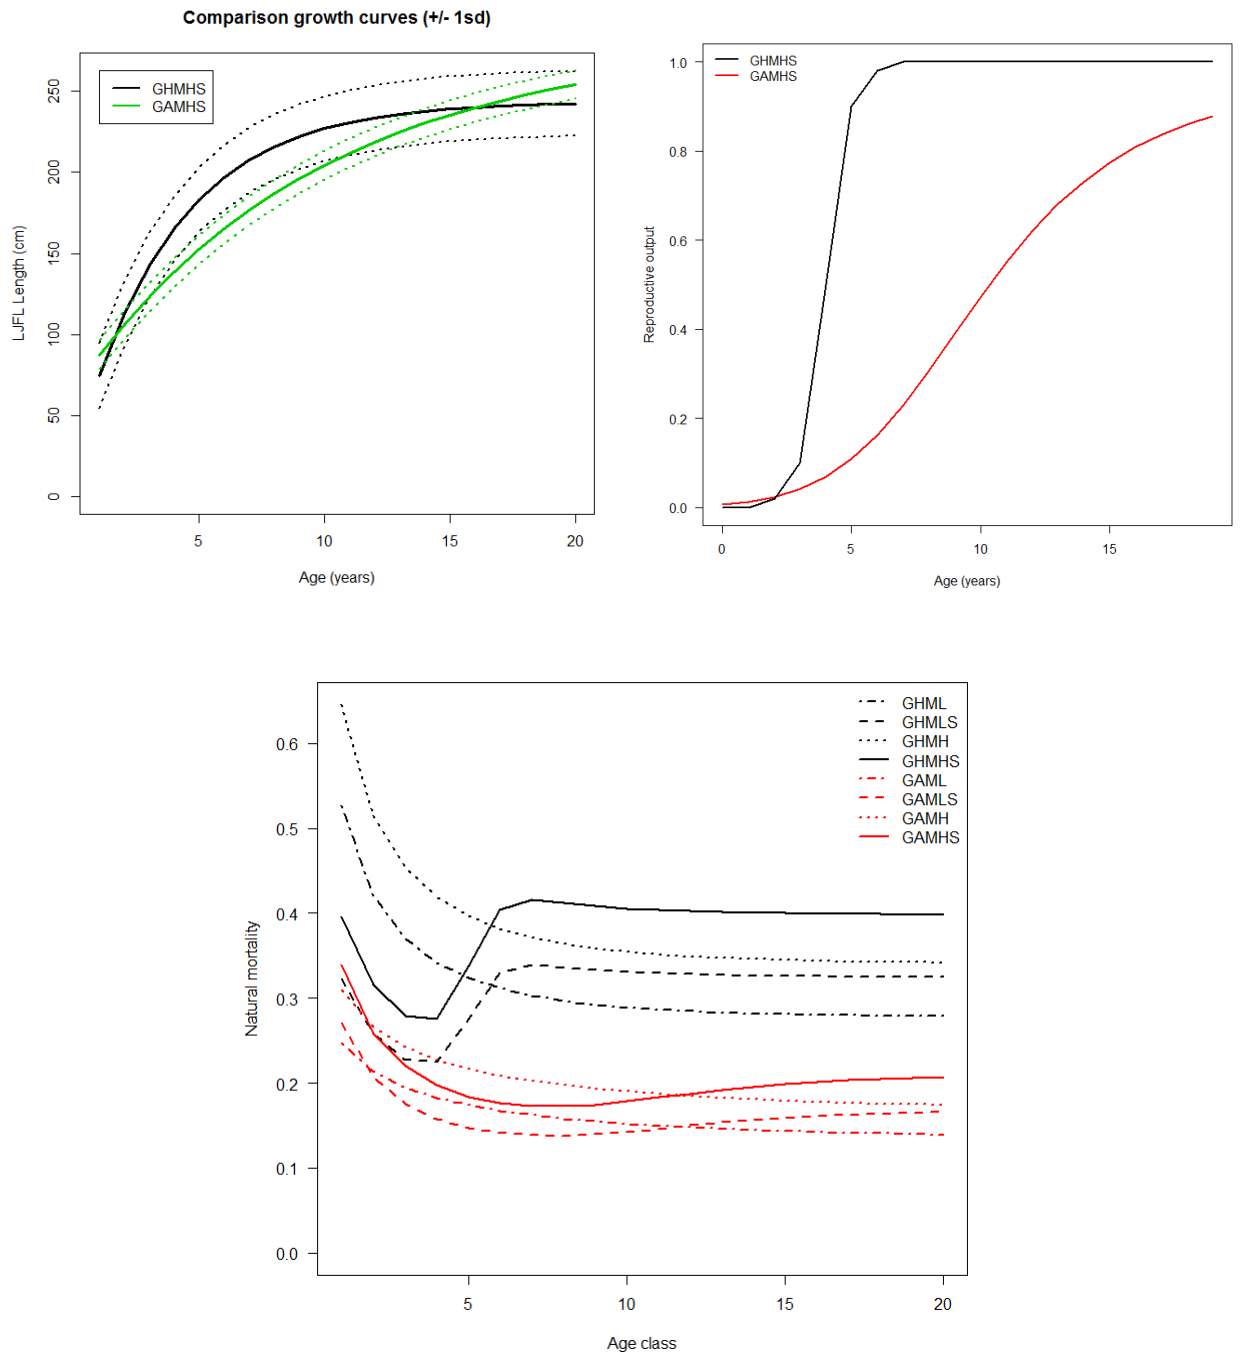 Comparison growth curves (+/- 1sd)
GHMHS
GAMHS
LJFL Length (cm)
0
50
100
150
200
250
5
10
15
20
Age (years)
GHMHS
GAMHS
Reproductive output
0.0
0.2
0.4
0.6
0.8
1.0
0
5
10
15
Age (years)
GHML
GHMLS
GHMH
GHMHS
GAML
GAMLS
GAMH
GAMHS
Natural mortality
0.0
0.1
0.2
0.3
0.4
0.5
0.6
5
10
15
20
Age class